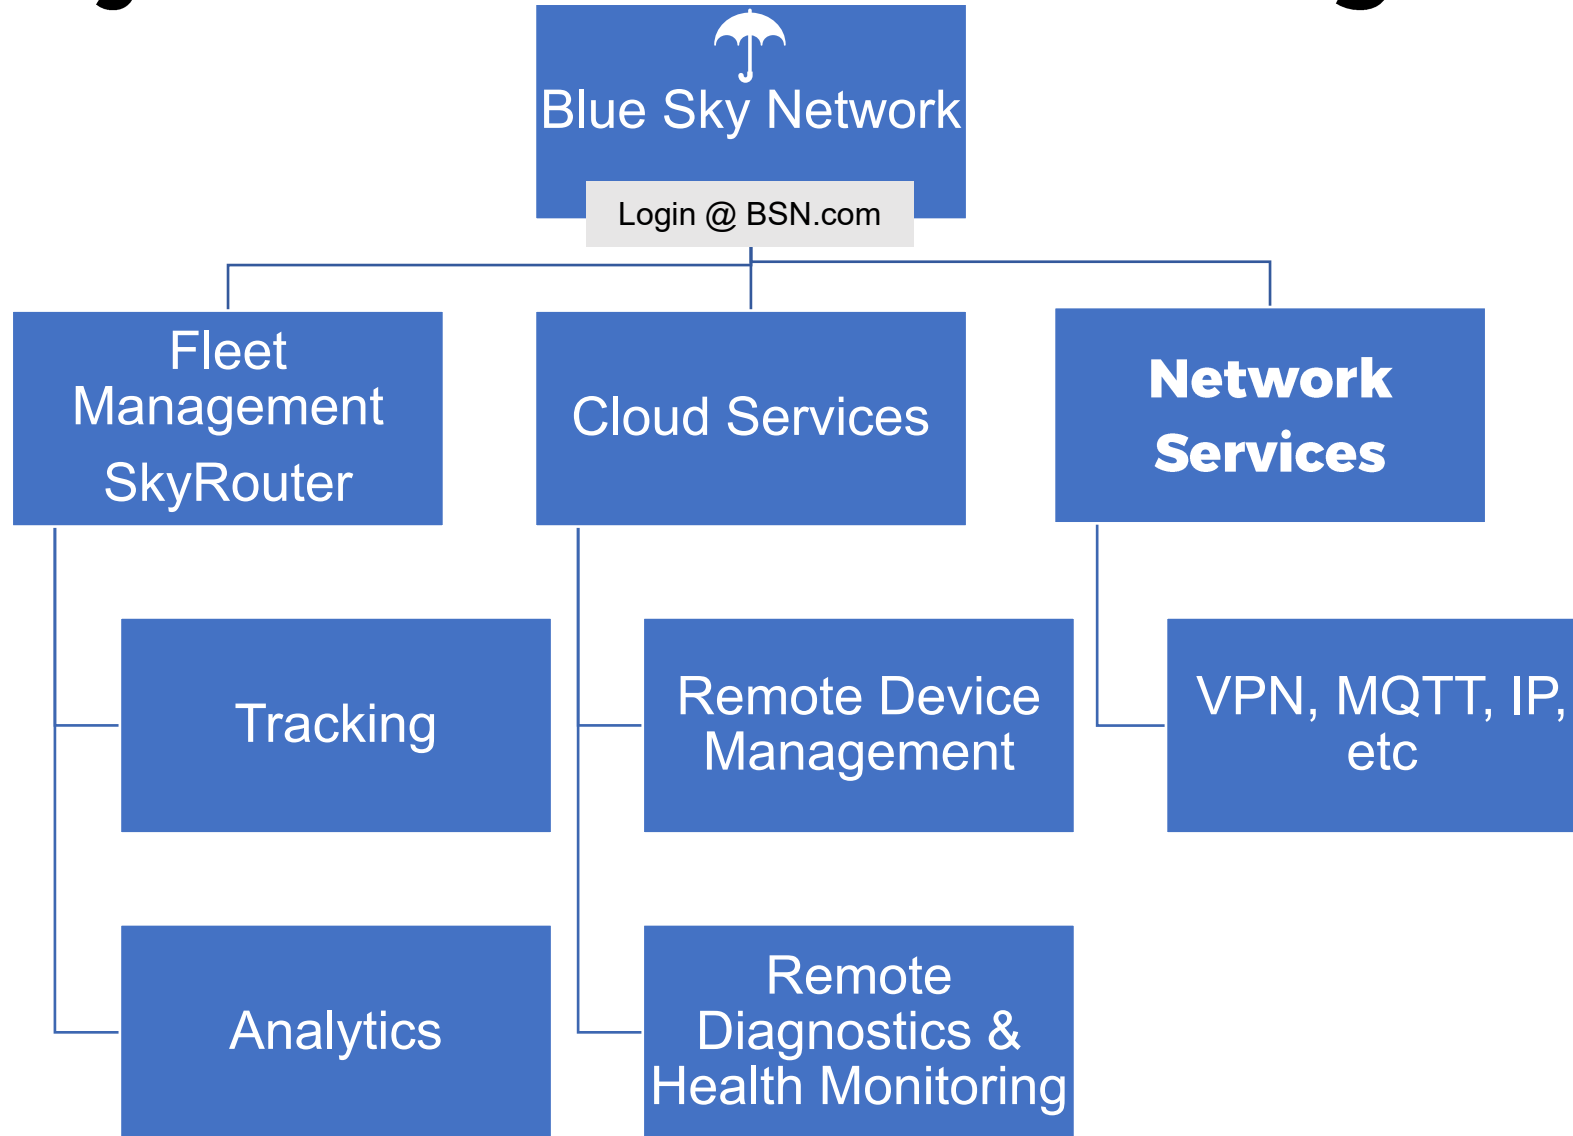 Blue Sky Network
Login @ BSN.com
Fleet
Management
SkyRouter
Cloud Services
Network
Services
Tracking
Remote Device
Management
VPN, MQTT, IP,
etc
Analytics
Remote
Diagnostics &
Health Monitoring